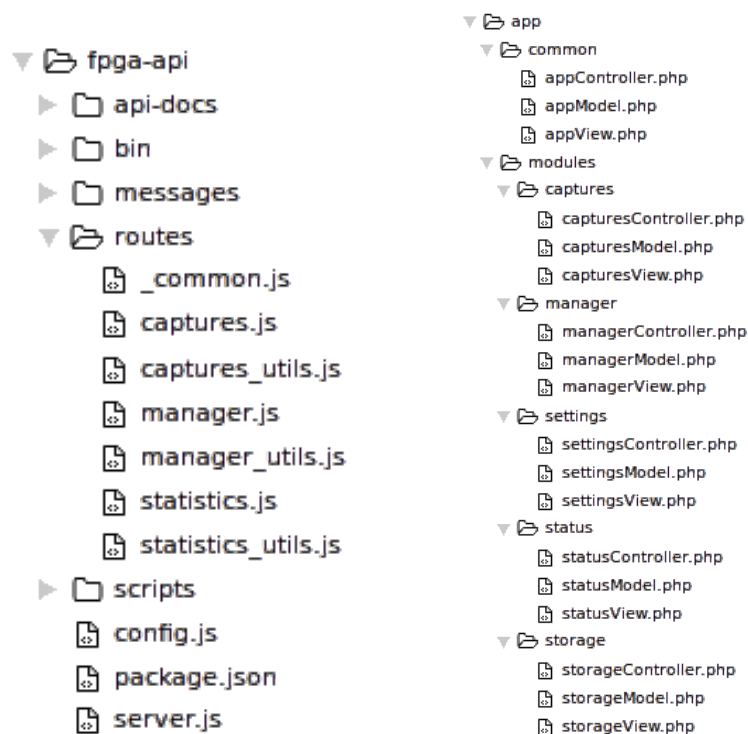 fpga-api
api-docs
bin
messages
routes
_common.js
captures.js
captures_utils.js
manager.js
manager_utils.js
statistics.js
statistics_utils.js
scripts
config.js
package.json
server.js
app
common
appController.php
appModel.php
appView.php
modules
captures
capturesController.php
capturesModel.php
capturesView.php
manager
managerController.php
managerModel.php
managerView.php
settings
settingsController.php
settingsModel.php
settingsView.php
status
statusController.php
statusModel.php
statusView.php
storage
storageController.php
storageModel.php
storageView.php